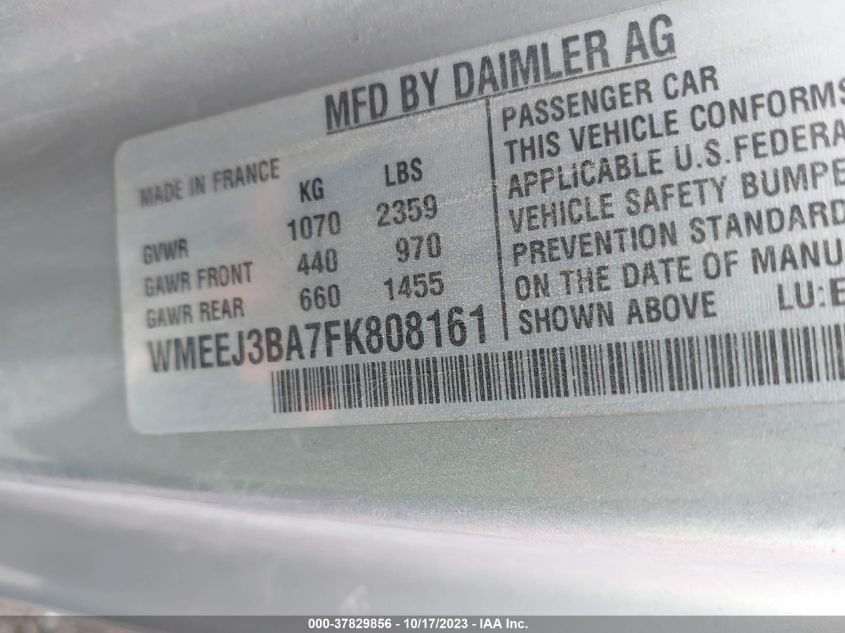 MFD BY DAIMLER AG
MADE IN FRANCE
KG LBS
GVWR 1070 2359
GAWR FRONT 440 970
GAWR REAR 660 1455
WMEEJ3BA7FK808161
PASSENGER CAR
THIS VEHICLE CONFORMS
APPLICABLE U.S.FEDERA
VEHICLE SAFETY BUMPE
PREVENTION STANDARD
ON THE DATE OF MANU
SHOWN ABOVE LU:E
000-37829856 - 10/17/2023 - IAA Inc.